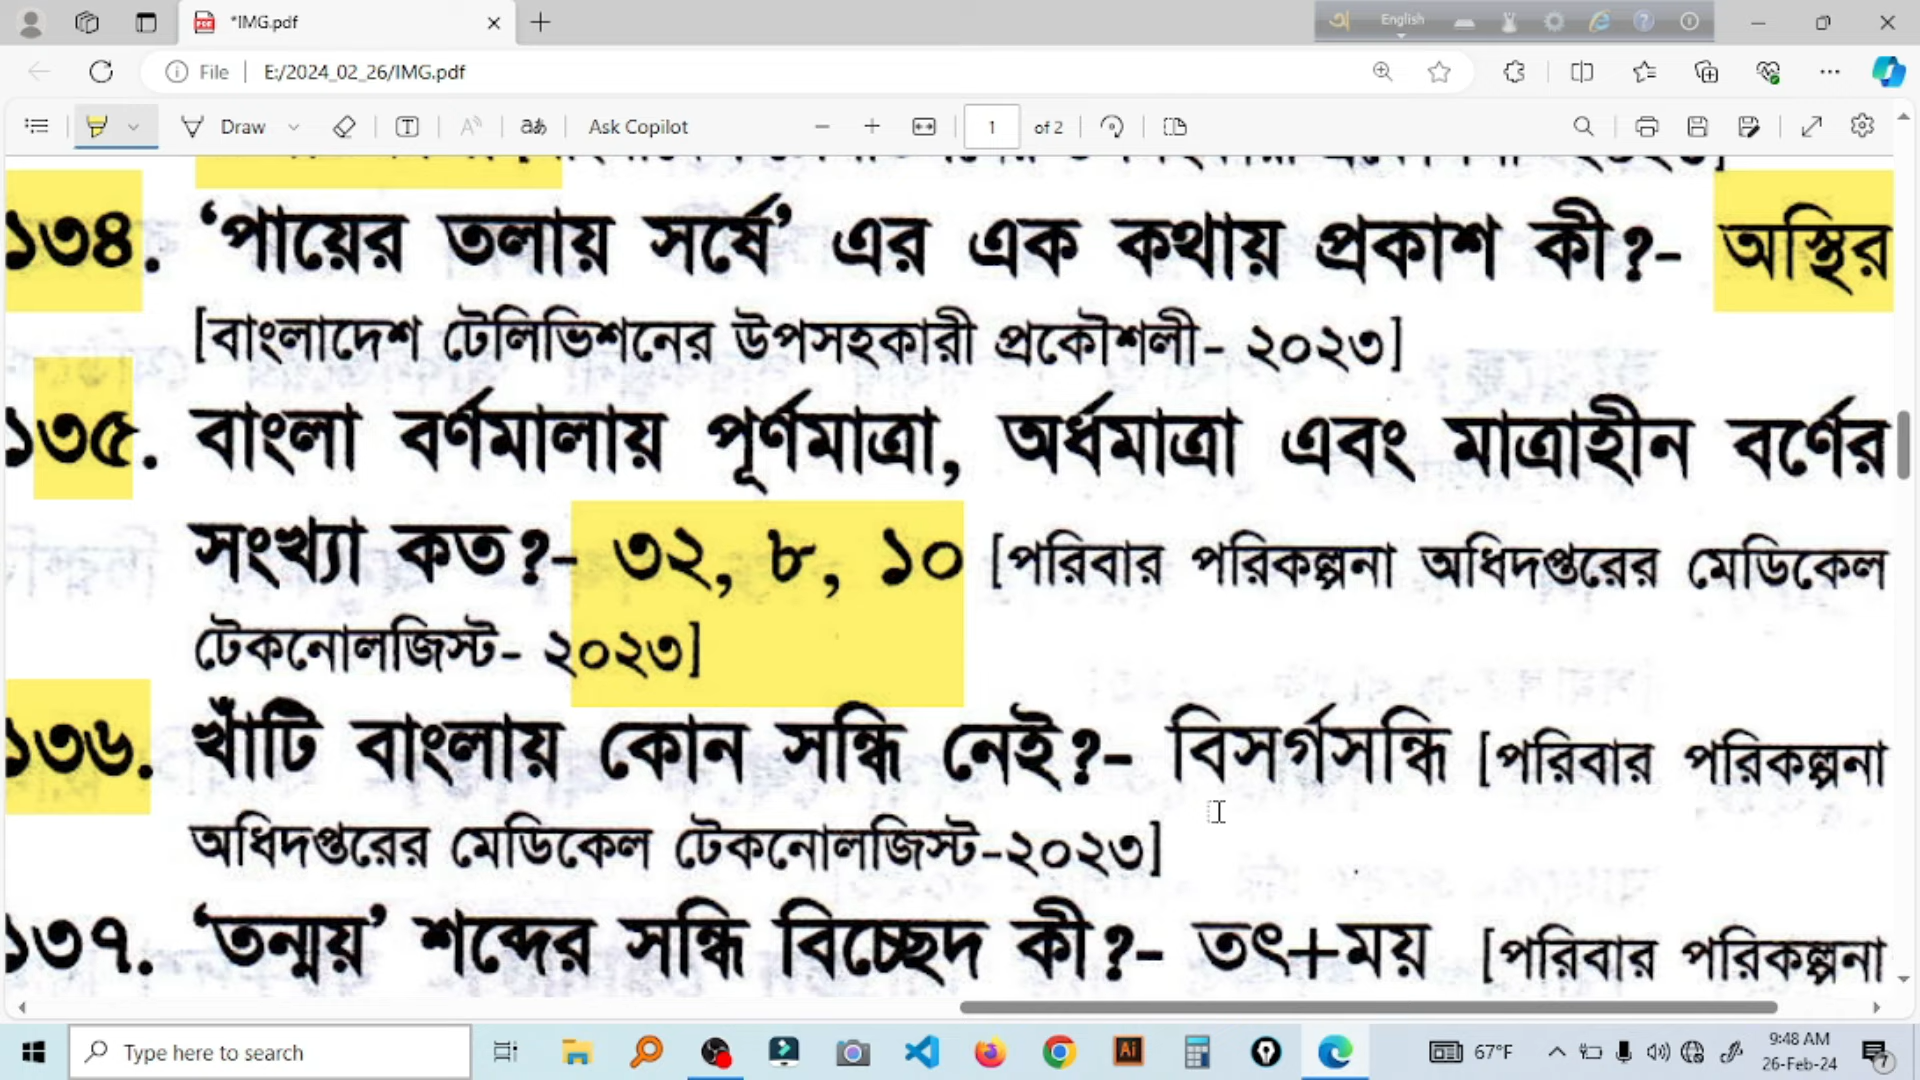 *IMG.pdf
English
File
E:/2024_02_26/IMG.pdf
Draw
Ask Copilot
1
of 2
১৩৪. ‘পায়ের তলায় সর্ষে’ এর এক কথায় প্রকাশ কী?- অস্থির
[বাংলাদেশ টেলিভিশনের উপসহকারী প্রকৌশলী- ২০২৩]
১৩৫. বাংলা বর্ণমালায় পূর্ণমাত্রা, অর্ধমাত্রা এবং মাত্রাহীন বর্ণের
সংখ্যা কত?- ৩২, ৮, ১০ [পরিবার পরিকল্পনা অধিদপ্তরের মেডিকেল
টেকনোলজিস্ট- ২০২৩]
১৩৬. খাঁটি বাংলায় কোন সন্ধি নেই?- বিসর্গসন্ধি [পরিবার পরিকল্পনা
অধিদপ্তরের মেডিকেল টেকনোলজিস্ট-২০২৩]
১৩৭. ‘তন্ময়’ শব্দের সন্ধি বিচ্ছেদ কী?- তৎ+ময় [পরিবার পরিকল্পনা
Type here to search
67°F
9:48 AM
26-Feb-24